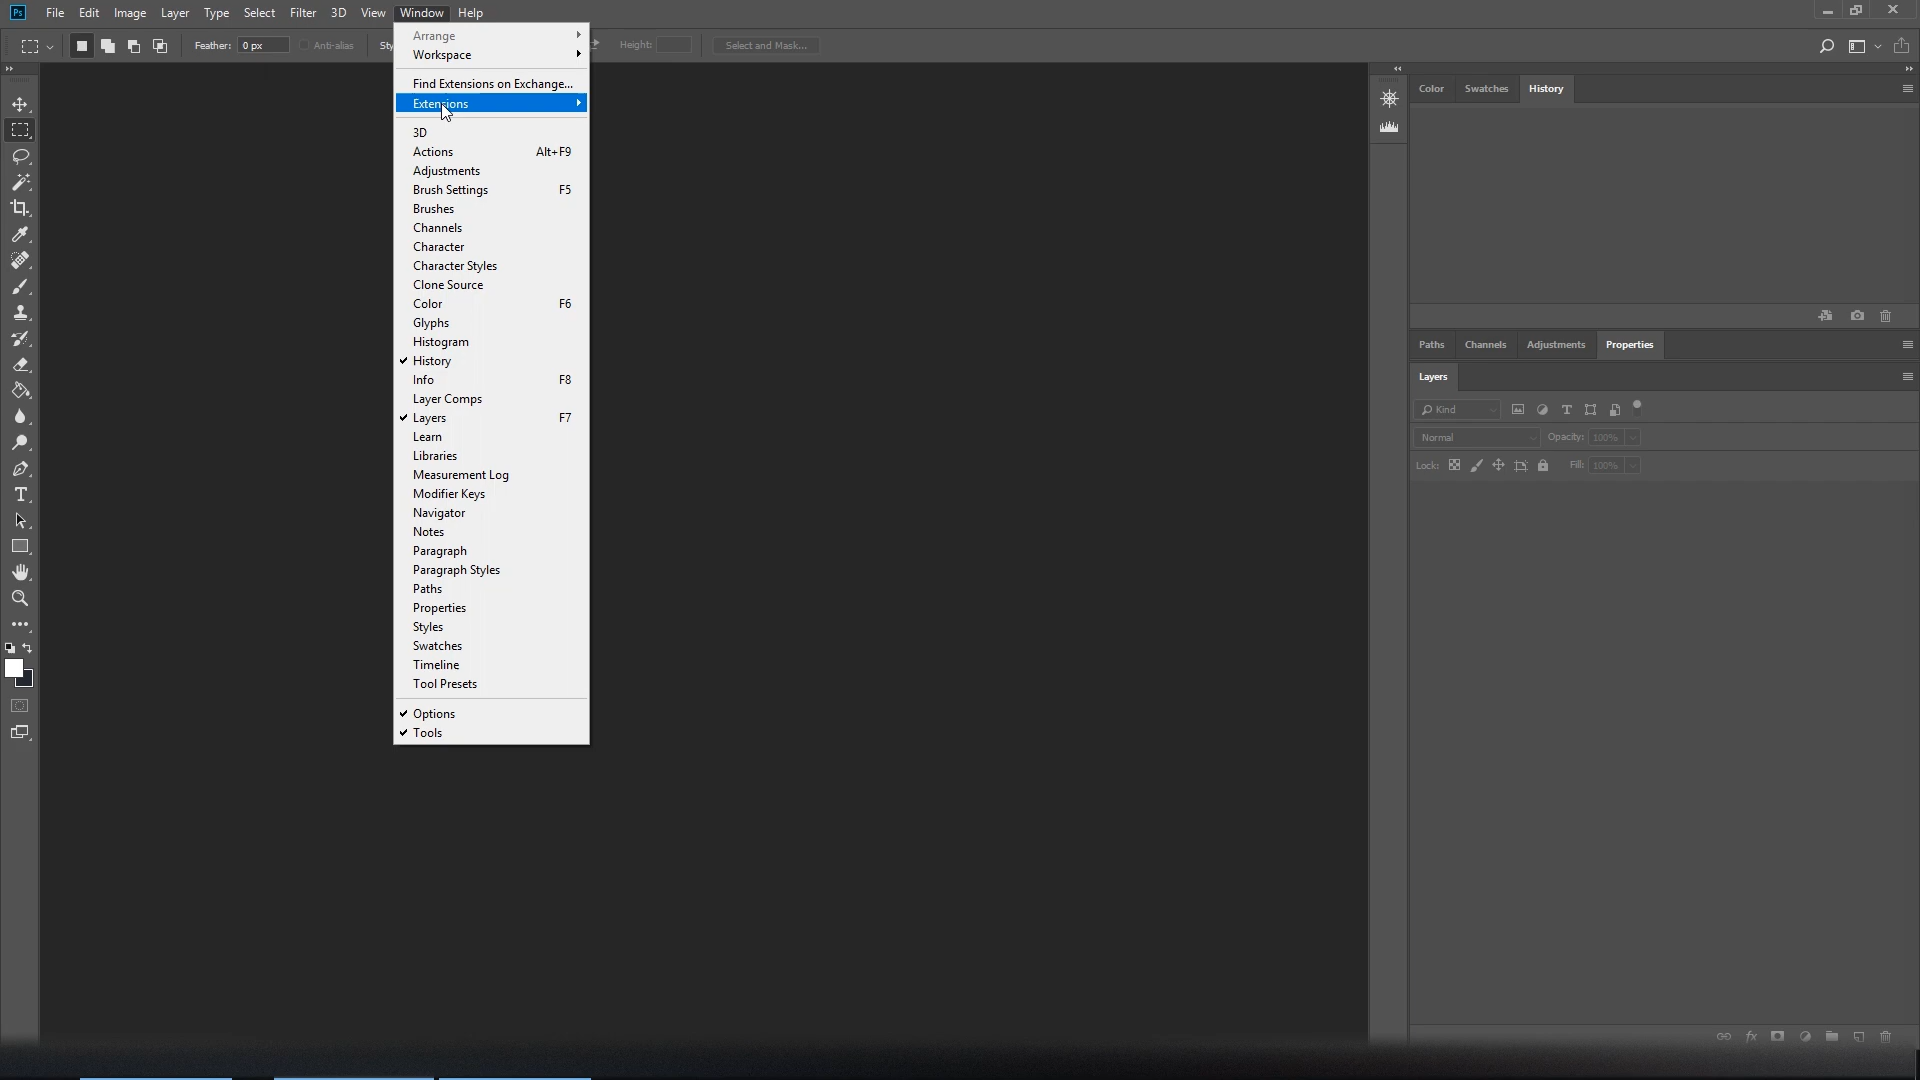 Ps File Edit Image Layer Type Select Filter 3D View Window Help
Feather: 0 px Anti-alias Sty Height: Select and Mask...
Arrange
Workspace
Find Extensions on Exchange...
Extensions
3D
Actions Alt+F9
Adjustments
Brush Settings F5
Brushes
Channels
Character
Character Styles
Clone Source
Color F6
Glyphs
Histogram
History
Info F8
Layer Comps
Layers F7
Learn
Libraries
Measurement Log
Modifier Keys
Navigator
Notes
Paragraph
Paragraph Styles
Paths
Properties
Styles
Swatches
Timeline
Tool Presets
Options
Tools
Color Swatches History
Paths Channels Adjustments Properties
Layers
Kind
Normal Opacity: 100%
Lock: Fill: 100%
fx